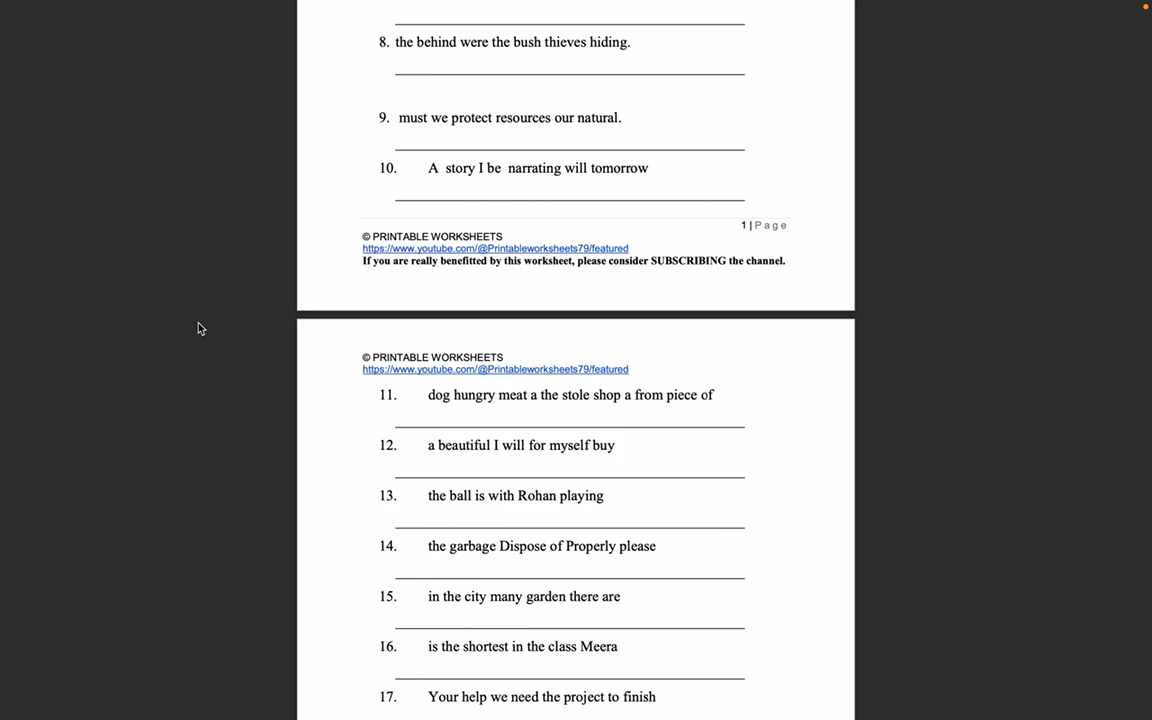 8. the behind were the bush thieves hiding.
9. must we protect resources our natural.
10. A story I be narrating will tomorrow
1 | Page
© PRINTABLE WORKSHEETS
https://www.youtube.com/@Printableworksheets79/featured
If you are really benefitted by this worksheet, please consider SUBSCRIBING the channel.
© PRINTABLE WORKSHEETS
https://www.youtube.com/@Printableworksheets79/featured
11. dog hungry meat a the stole shop a from piece of
12. a beautiful I will for myself buy
13. the ball is with Rohan playing
14. the garbage Dispose of Properly please
15. in the city many garden there are
16. is the shortest in the class Meera
17. Your help we need the project to finish